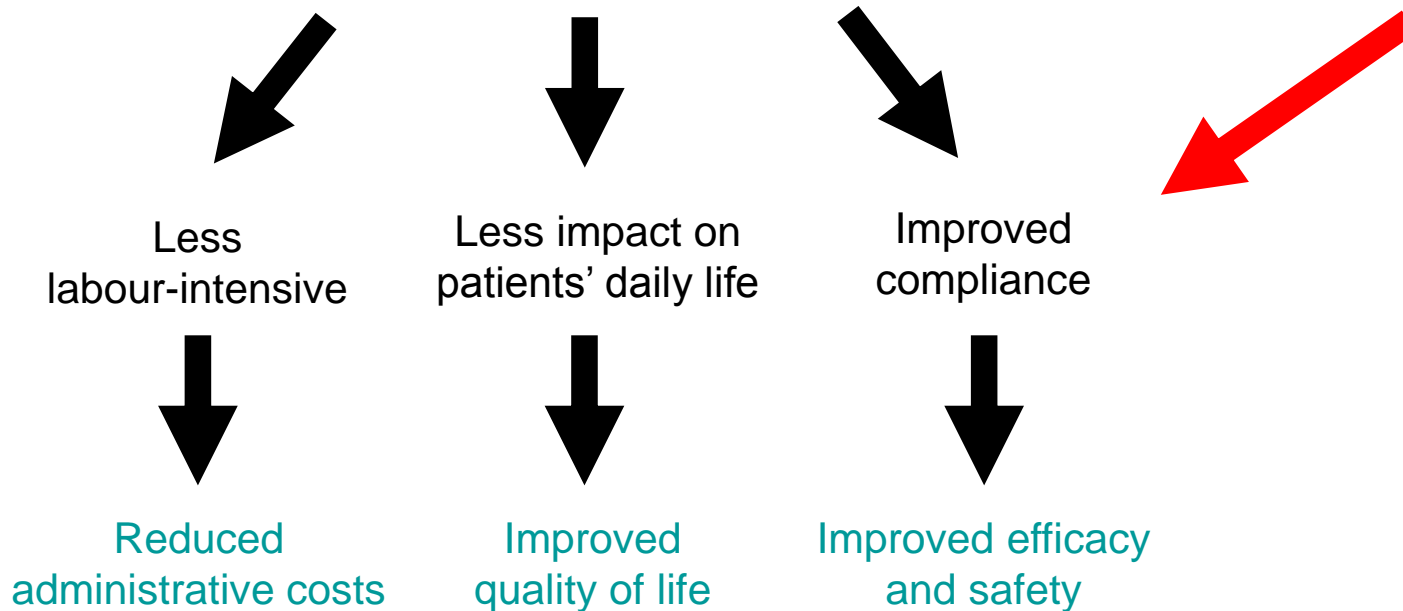 Less
labour-intensive
Less impact on
patients’ daily life
Improved
compliance
Reduced
administrative costs
Improved
quality of life
Improved efficacy
and safety